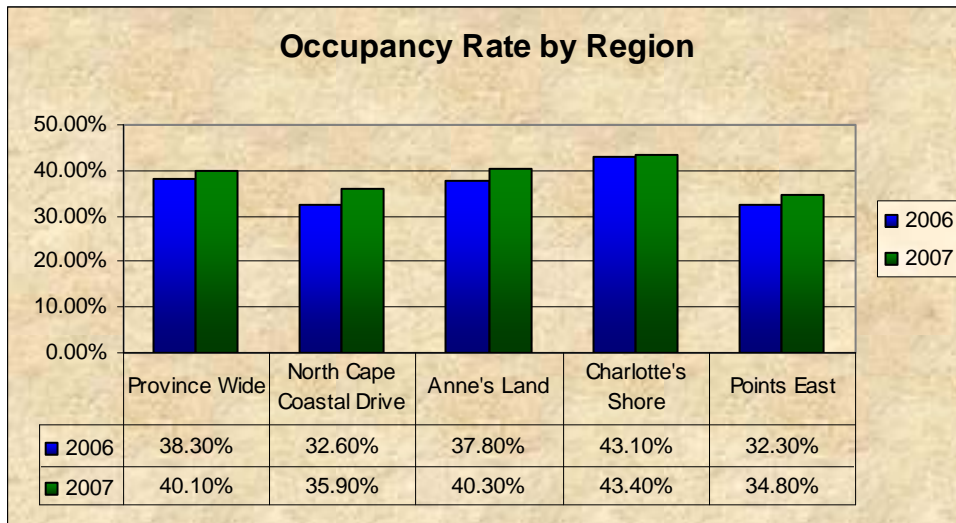 Occupancy Rate by Region
50.00%
40.00%
30.00%
20.00%
10.00%
0.00%
2006
2007
Province Wide North Cape Coastal Drive Anne's Land Charlotte's Shore Points East
2006 38.30% 32.60% 37.80% 43.10% 32.30%
2007 40.10% 35.90% 40.30% 43.40% 34.80%